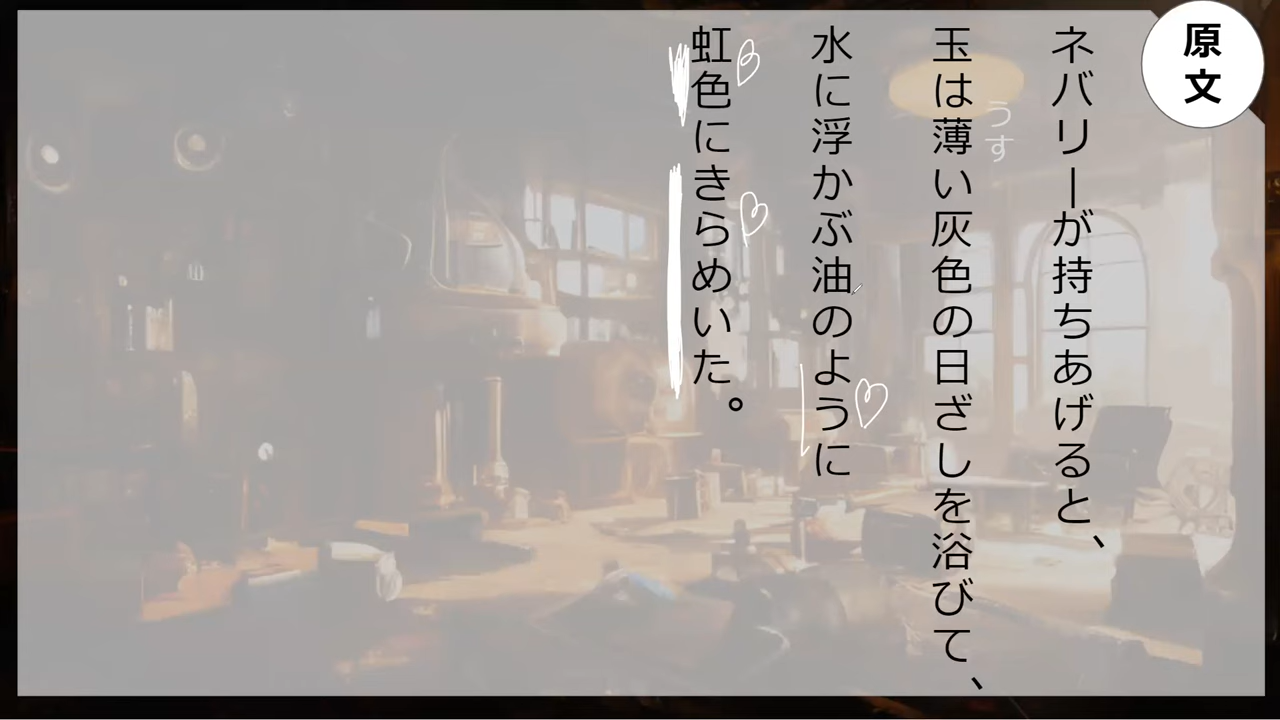 原文
ネバリーが持ちあげると、
玉は薄い灰色の日ざしを浴びて、
うす
水に浮かぶ油のように
虹色にきらめいた。